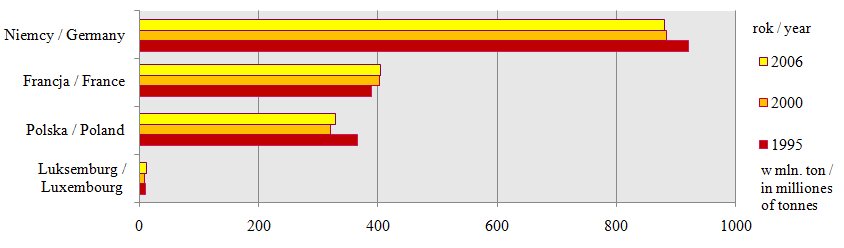 Niemcy / Germany
Francja / France
Polska / Poland
Luksemburg /
Luxembourg
0 200 400 600 800 1000
rok / year
2006
2000
1995
w mln. ton /
in milliones
of tonnes